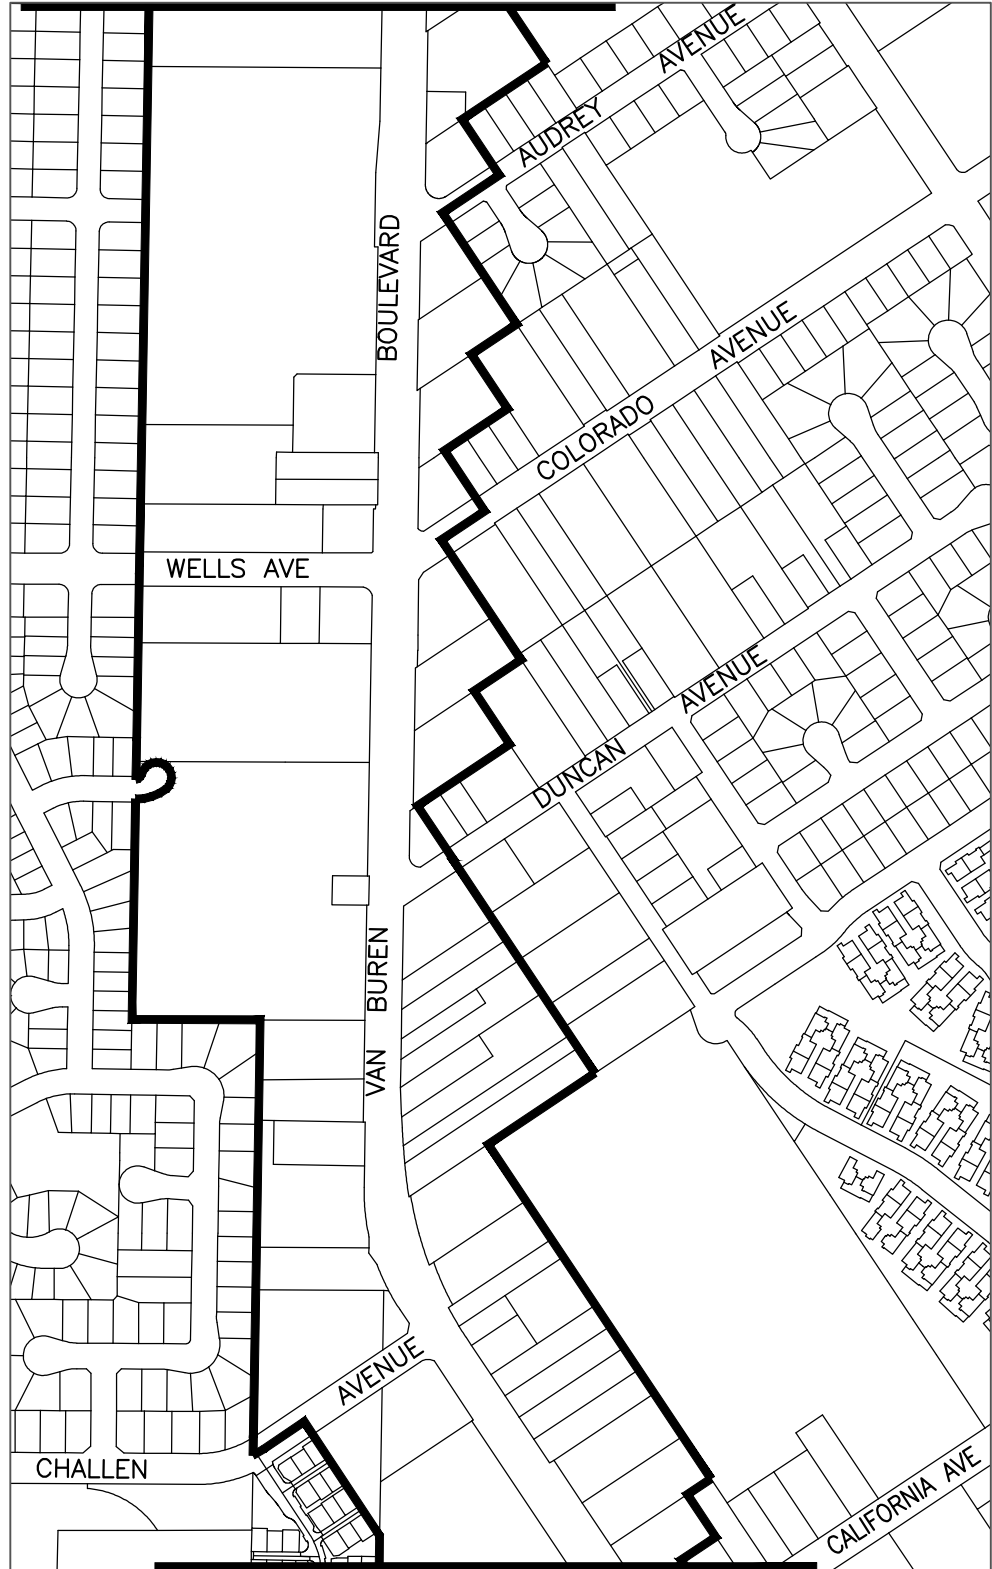 AVENUE
AUDREY
BOULEVARD
AVENUE
COLORADO
WELLS AVE
AVENUE
DUNCAN
VAN BUREN
AVENUE
CHALLEN
CALIFORNIA AVE